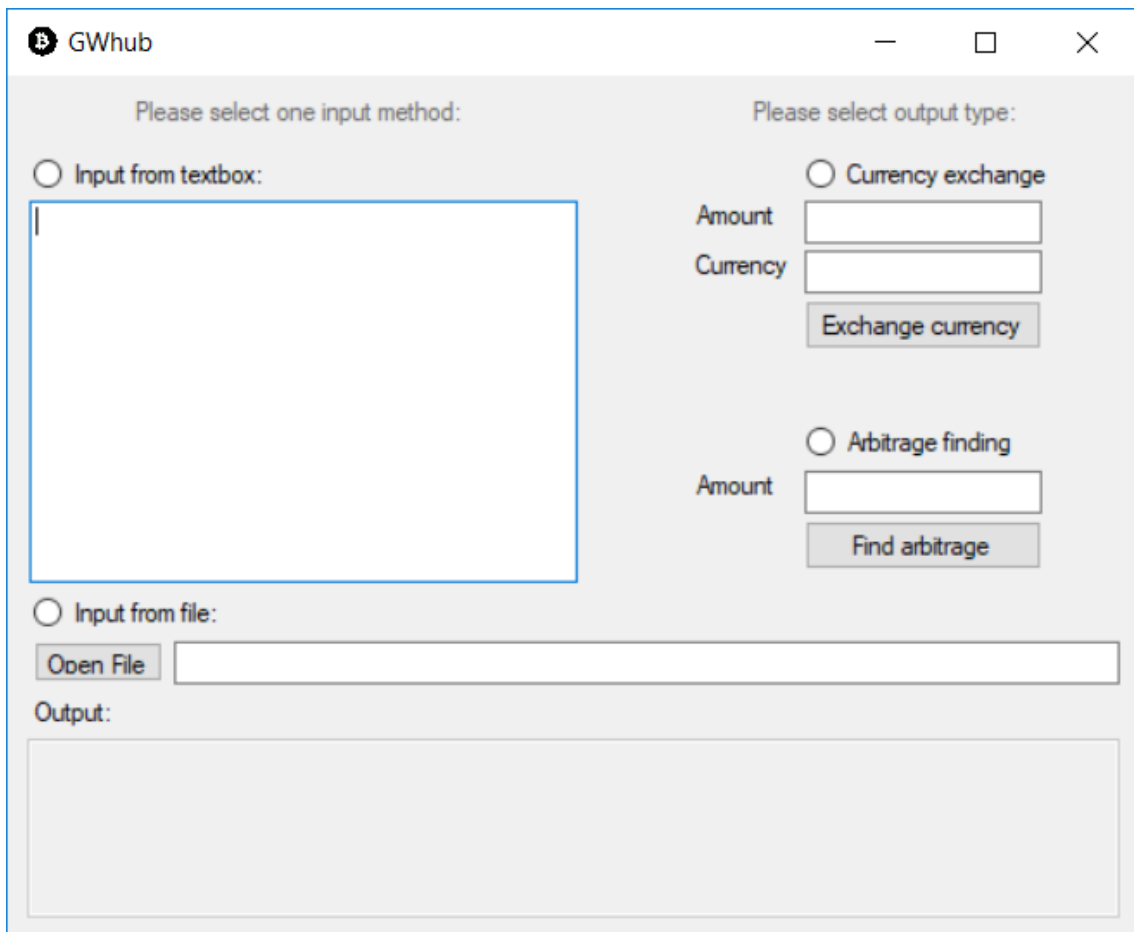 GWhub
Please select one input method:
Please select output type:
Input from textbox:
Currency exchange
Amount
Currency
Exchange currency
Arbitrage finding
Amount
Find arbitrage
Input from file:
Open File
Output: